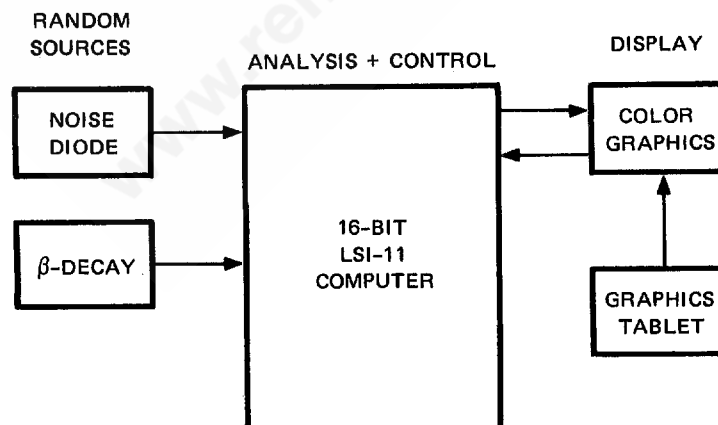 RANDOM
SOURCES
ANALYSIS + CONTROL
DISPLAY
NOISE
DIODE
COLOR
GRAPHICS
16-BIT
LSI-11
COMPUTER
β-DECAY
GRAPHICS
TABLET